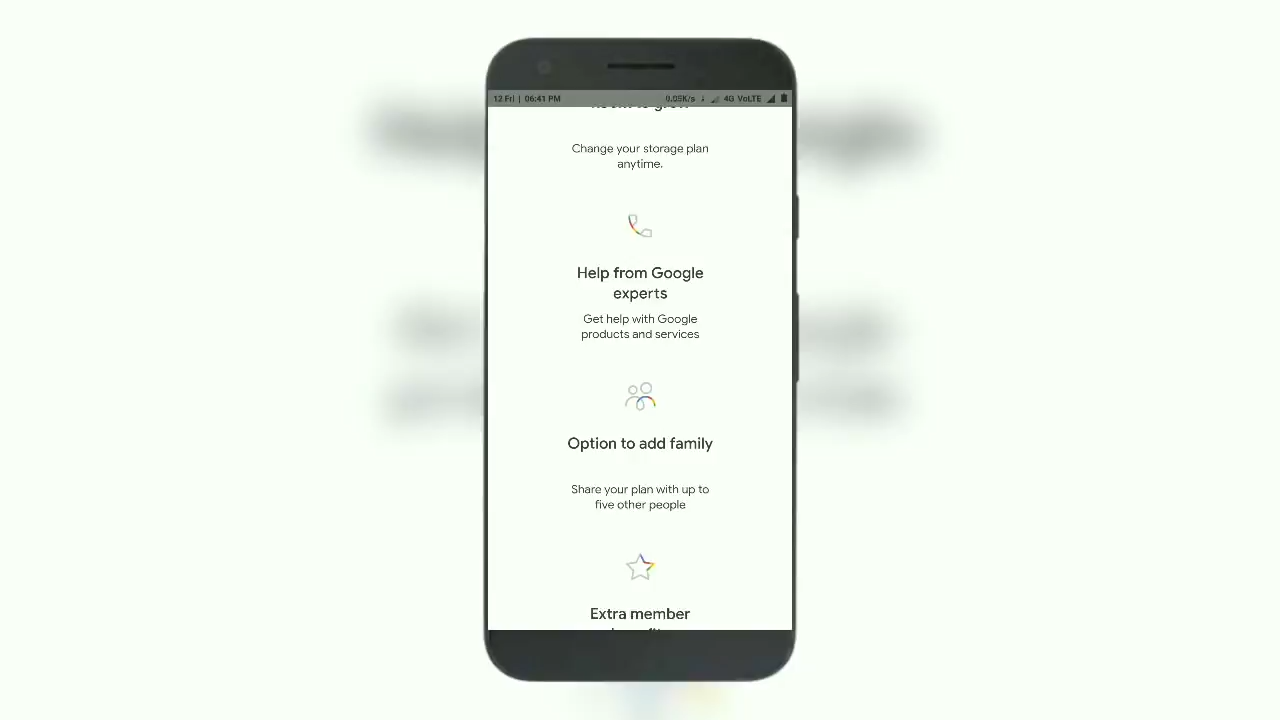 12 Fri | 06:41 PM 0.05K/s ↓ 4G VoLTE
Change your storage plan
anytime.
Help from Google
experts
Get help with Google
products and services
Option to add family
Share your plan with up to
five other people
Extra member